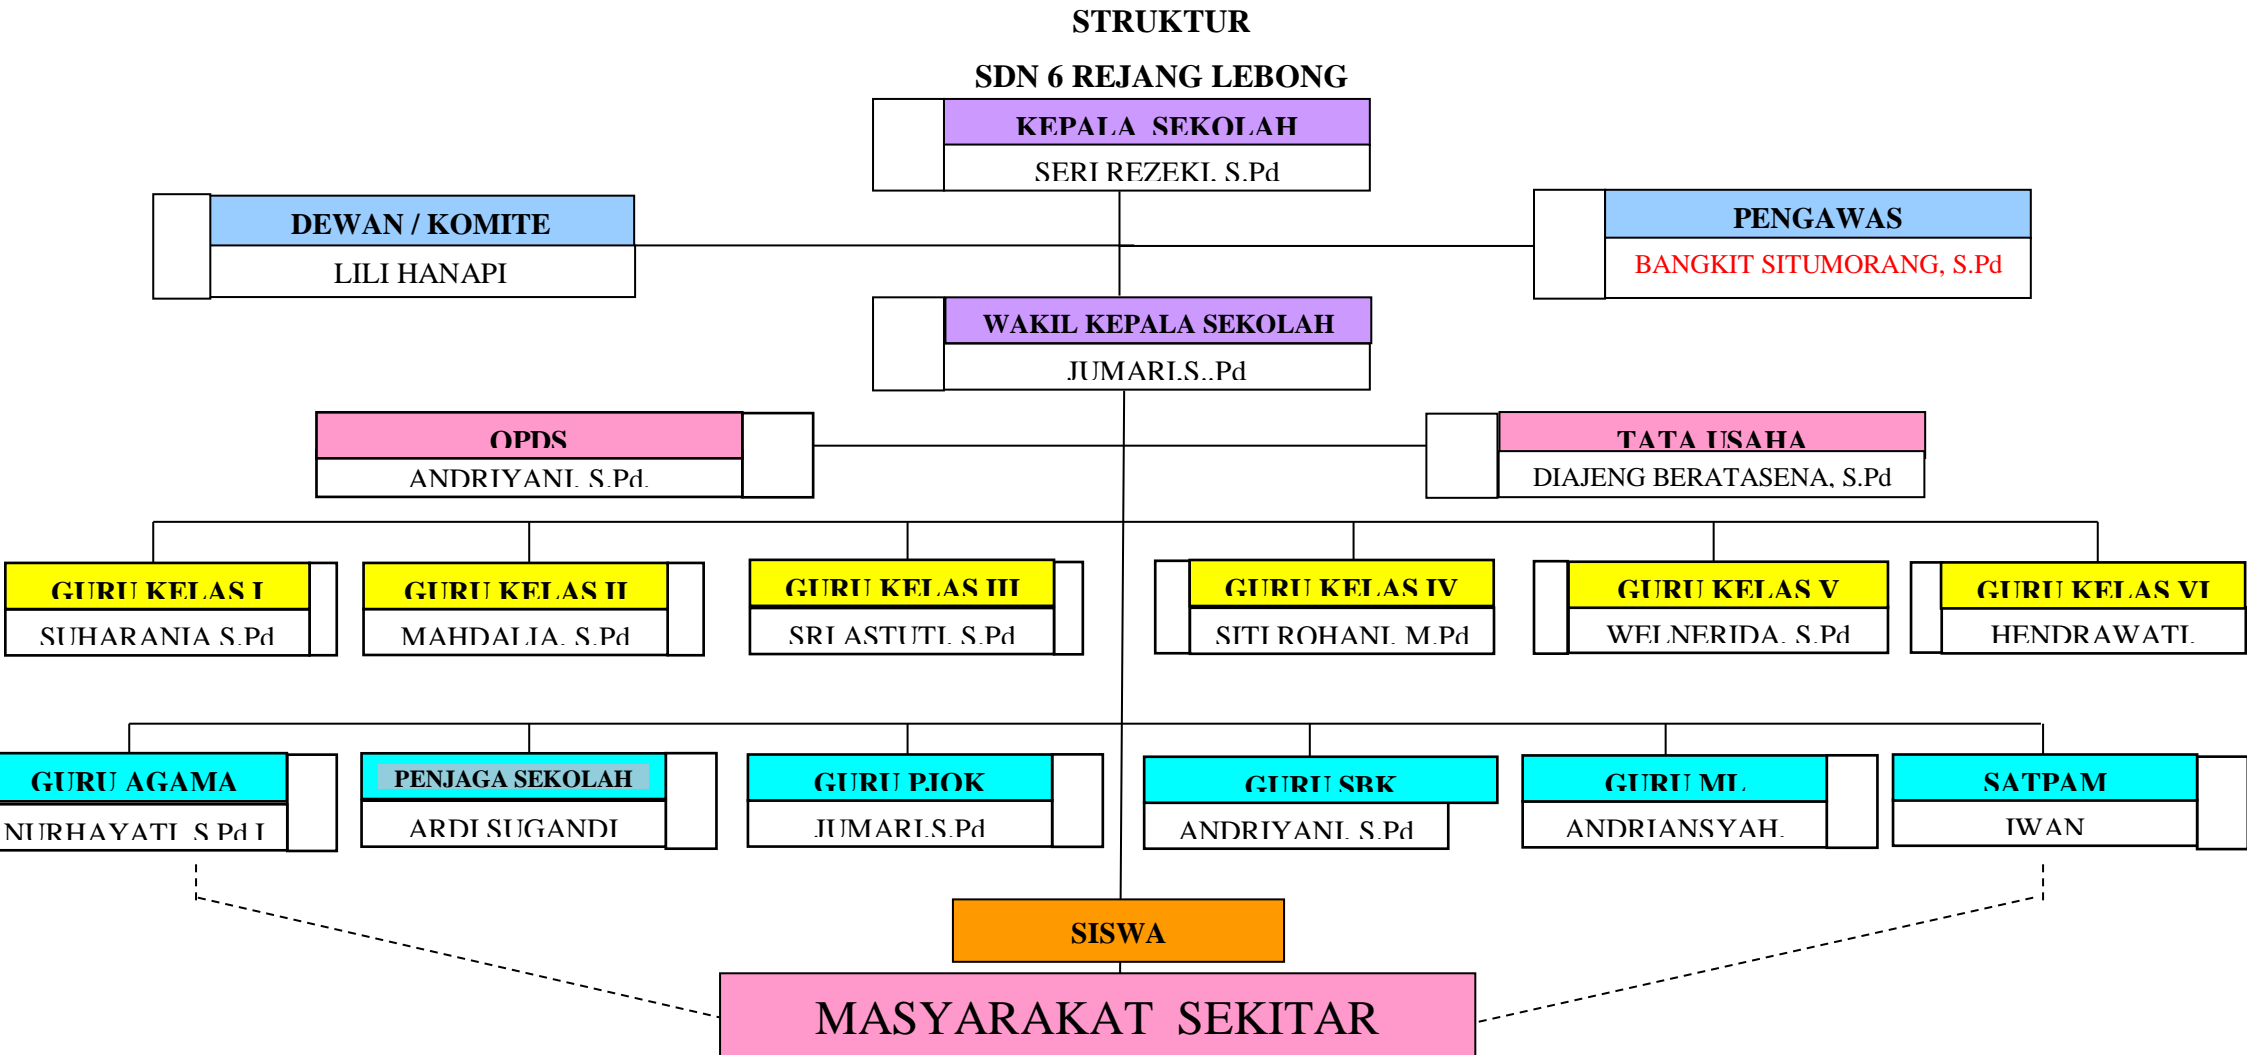 STRUKTUR
SDN 6 REJANG LEBONG
KEPALA SEKOLAH
SERI REZEKI, S.Pd
DEWAN / KOMITE
LILI HANAPI
PENGAWAS
BANGKIT SITUMORANG, S.Pd
WAKIL KEPALA SEKOLAH
JUMARI.S..Pd
OPDS
ANDRIYANI, S.Pd.
TATA USAHA
DIAJENG BERATASENA, S.Pd
GURU KELAS I
SUHARANIA S.Pd
GURU KELAS II
MAHDALIA, S.Pd
GURU KELAS III
SRI ASTUTI, S.Pd
GURU KELAS IV
SITI ROHANI, M.Pd
GURU KELAS V
WELNERIDA, S.Pd
GURU KELAS VI
HENDRAWATI,
GURU AGAMA
NURHAYATI, S.Pd.I
PENJAGA SEKOLAH
ARDI SUGANDI
GURU PJOK
JUMARI.S.Pd
GURU SBK
ANDRIYANI, S.Pd
GURU ML
ANDRIANSYAH,
SATPAM
IWAN
SISWA
MASYARAKAT SEKITAR